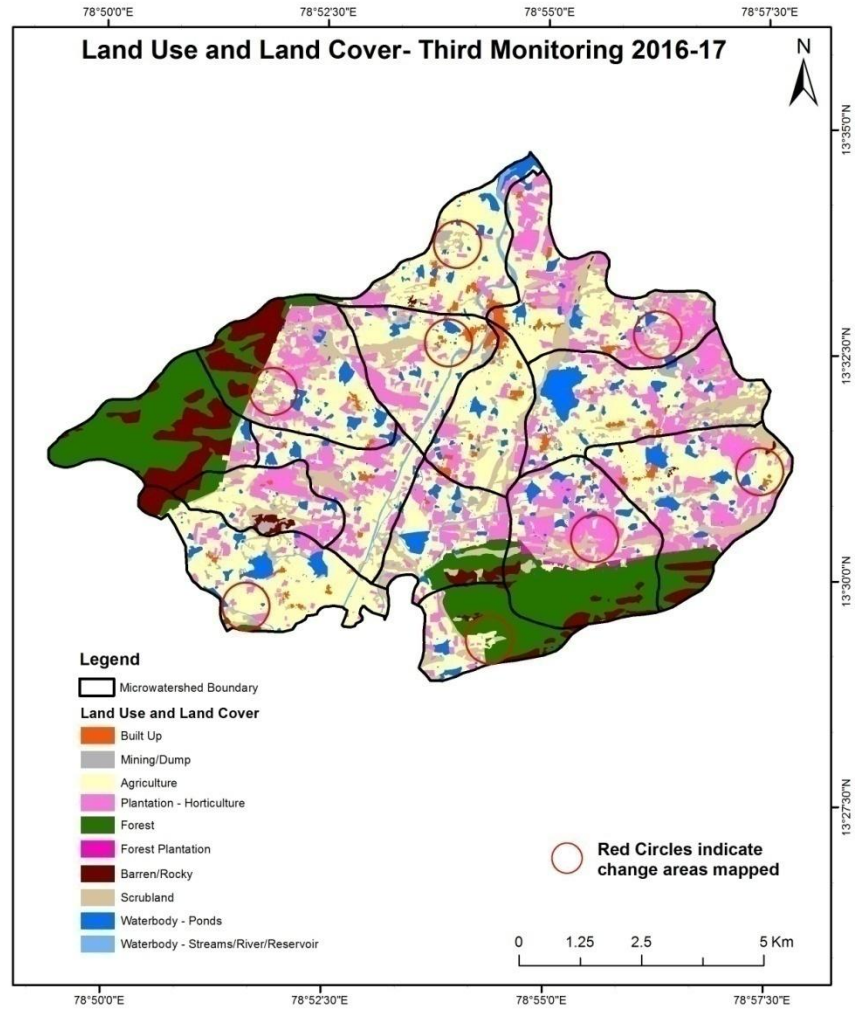 78°50'0"E 78°52'30"E 78°55'0"E 78°57'30"E
Land Use and Land Cover- Third Monitoring 2016-17
N
13°35'0"N
13°32'30"N
13°30'0"N
13°27'30"N
Legend
Microwatershed Boundary
Land Use and Land Cover
Built Up
Mining/Dump
Agriculture
Plantation - Horticulture
Forest
Forest Plantation
Barren/Rocky
Scrubland
Waterbody - Ponds
Waterbody - Streams/River/Reservoir
Red Circles indicate
change areas mapped
0 1.25 2.5 5 Km
78°50'0"E 78°52'30"E 78°55'0"E 78°57'30"E